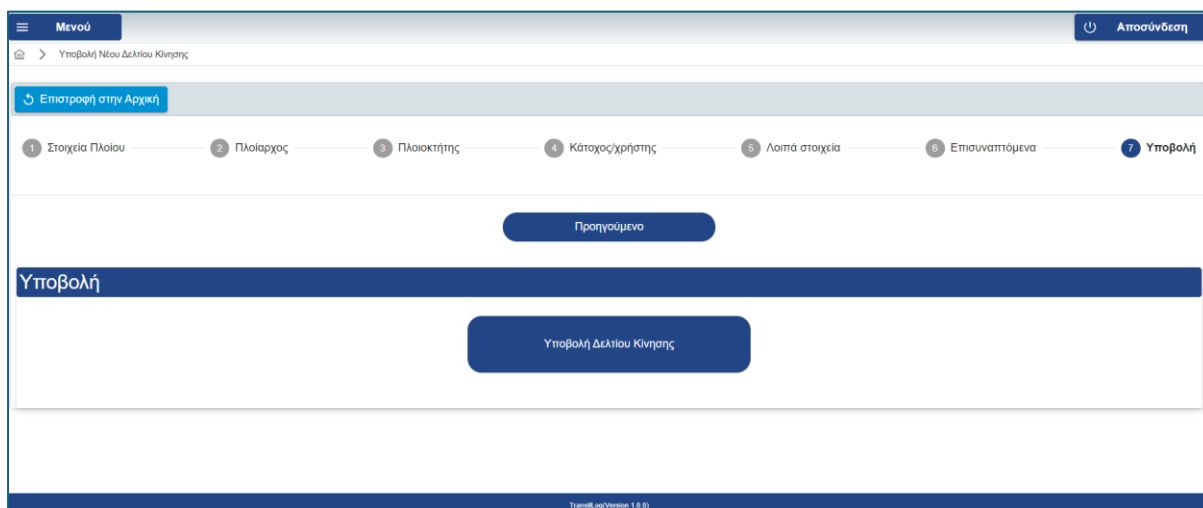 Μενού
Αποσύνδεση
Υποβολή Νέου Δελτίου Κίνησης
Επιστροφή στην Αρχική
1 Στοιχεία Πλοίου 2 Πλοίαρχος 3 Πλοιοκτήτης 4 Κάτοχος/χρήστης 5 Λοιπά στοιχεία 6 Επισυναπτόμενα 7 Υποβολή
Προηγούμενο
Υποβολή
Υποβολή Δελτίου Κίνησης
TransitLog(Version 1.0.0)